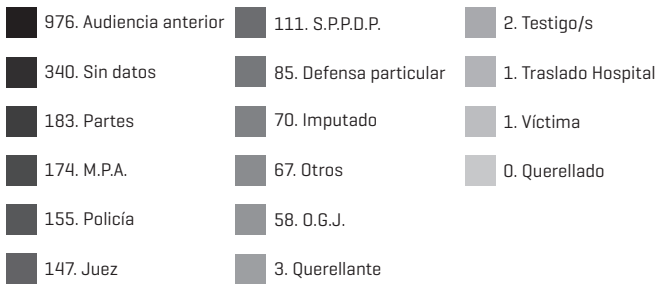 976. Audiencia anterior
340. Sin datos
183. Partes
174. M.P.A.
155. Policía
147. Juez
111. S.P.P.D.P.
85. Defensa particular
70. Imputado
67. Otros
58. O.G.J.
3. Querellante
2. Testigo/s
1. Traslado Hospital
1. Víctima
0. Querellado